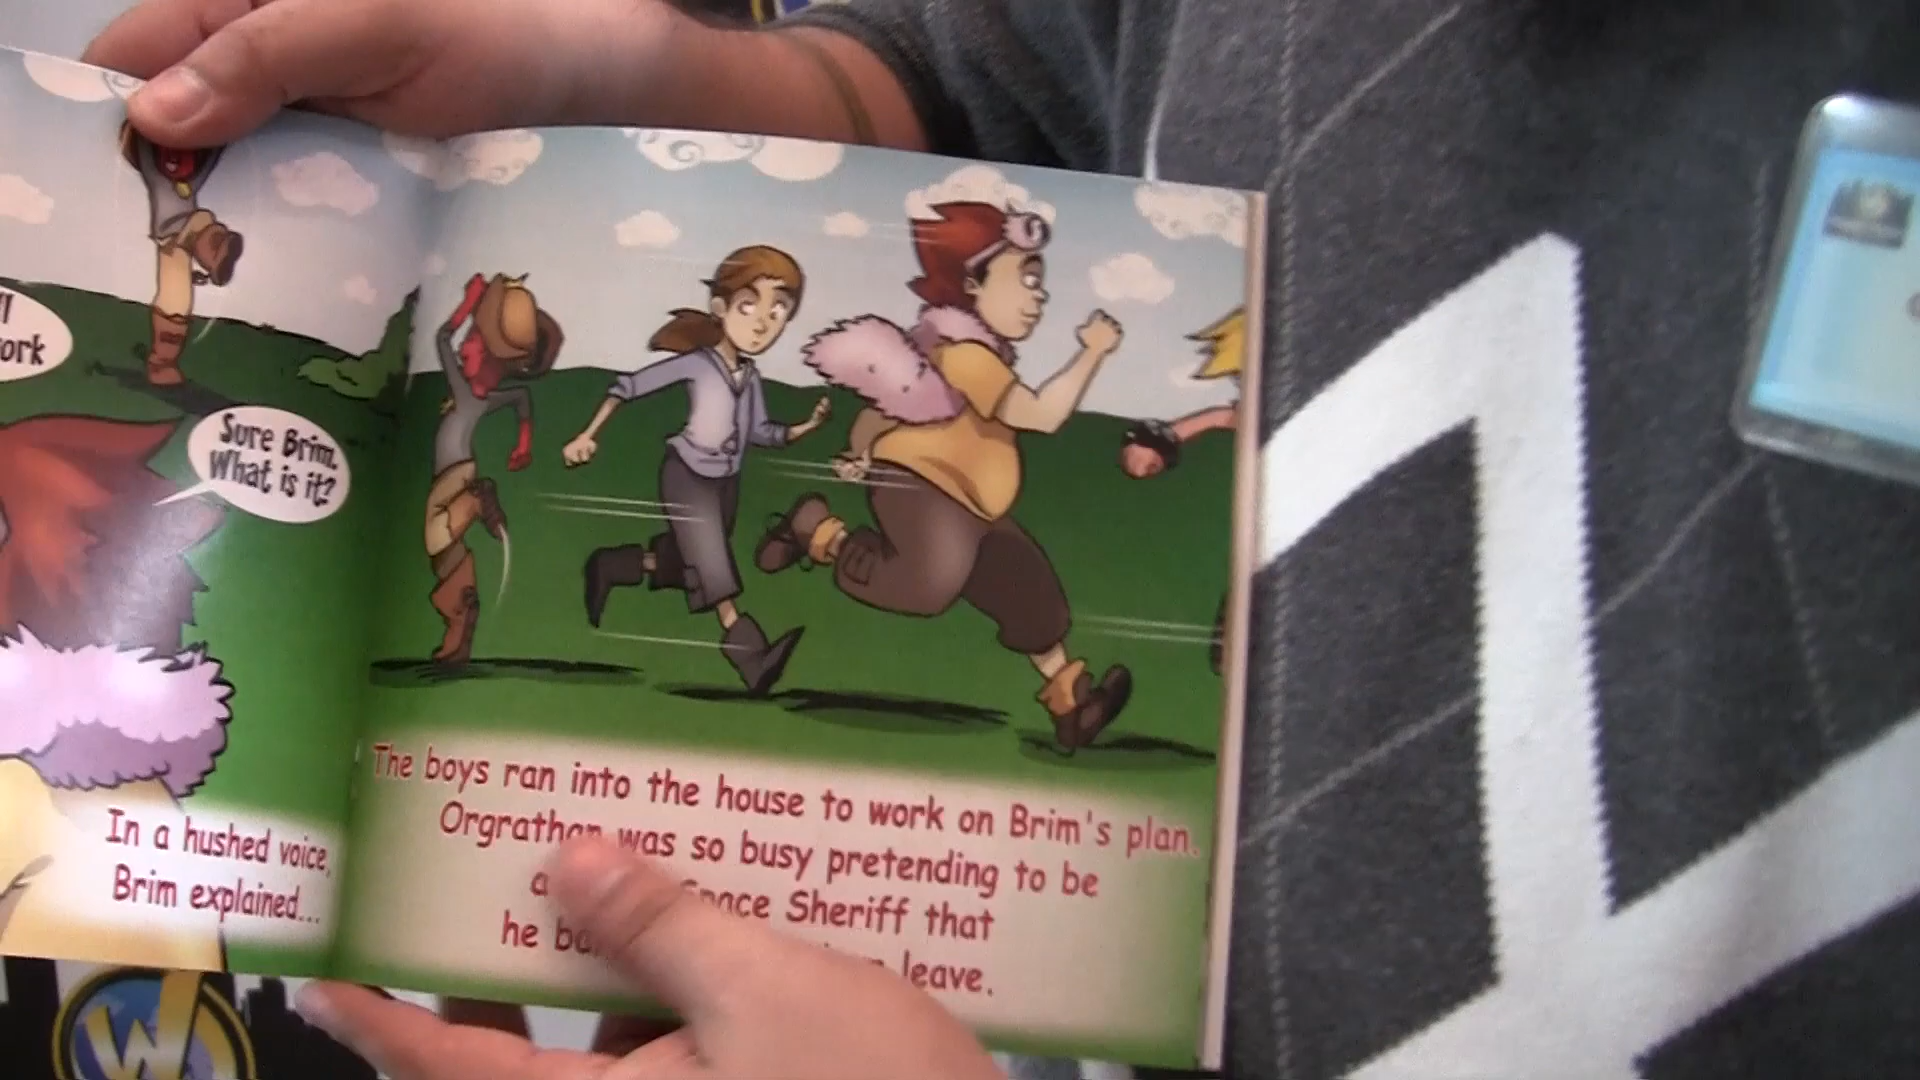 ork
Sure Brim.
What is it?
In a hushed voice,
Brim explained...
The boys ran into the house to work on Brim's plan.
Orgrathan was so busy pretending to be
a Space Sheriff that
he leave.
W